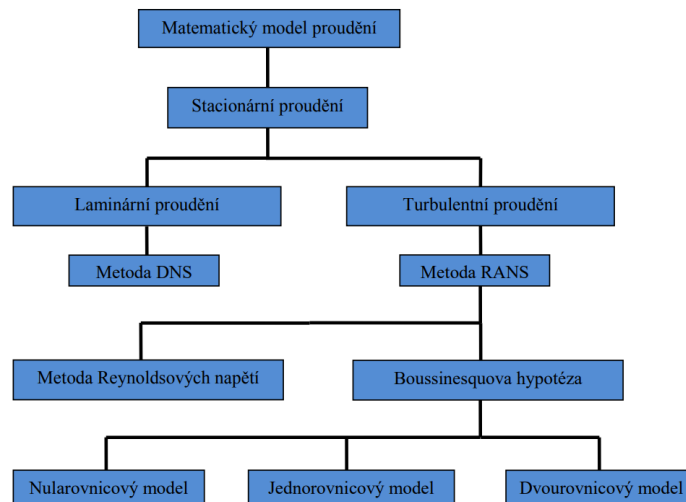 Matematický model proudění
Stacionární proudění
Laminární proudění
Turbulentní proudění
Metoda DNS
Metoda RANS
Metoda Reynoldsových napětí
Boussinesquova hypotéza
Nularovnicový model
Jednorovnicový model
Dvourovnicový model